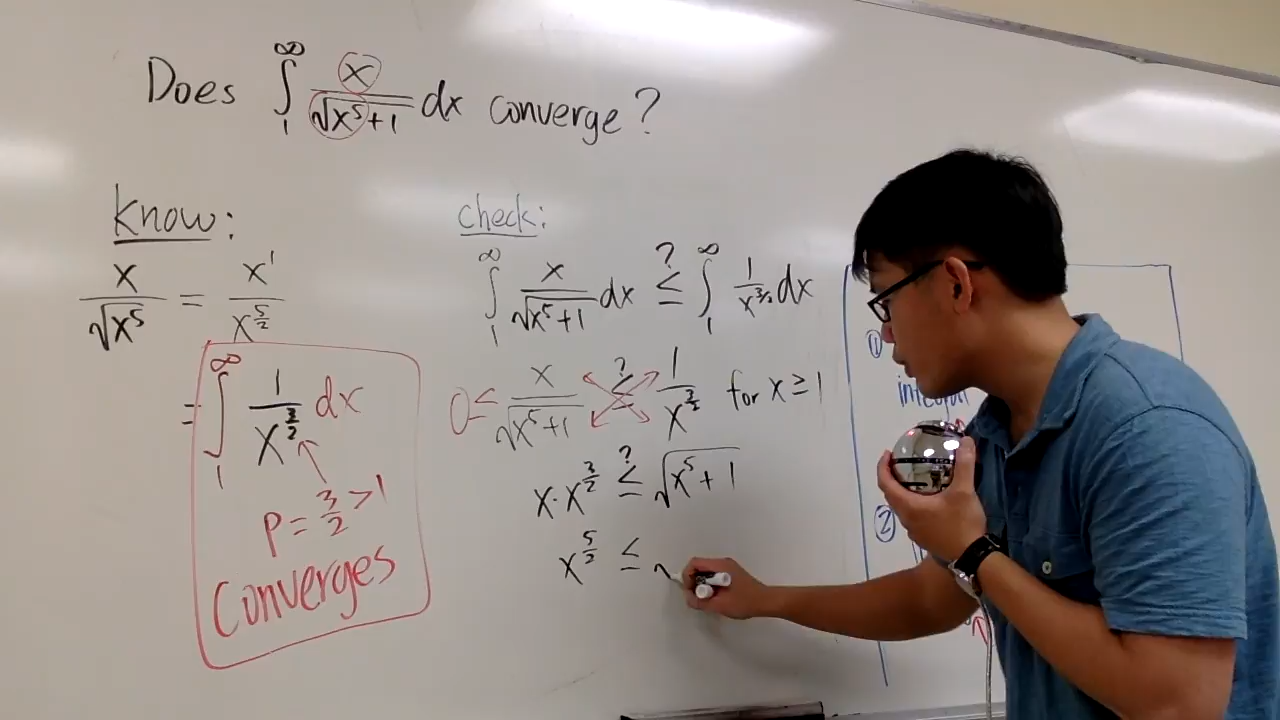 Does ∫₁^∞ x/√(x⁵+1) dx converge?
Know:
x/√(x⁵) = x¹/x^(5/2)
= ∫₁^∞ 1/x^(3/2) dx
p = 3/2 > 1
Converges
check:
∫₁^∞ x/√(x⁵+1) dx ≤? ∫₁^∞ 1/x^(3/2) dx
0 ≤ x/√(x⁵+1) ≤? 1/x^(3/2) for x ≥ 1
x·x^(3/2) ≤? √(x⁵+1)
x^(5/2) ≤ √
①
②